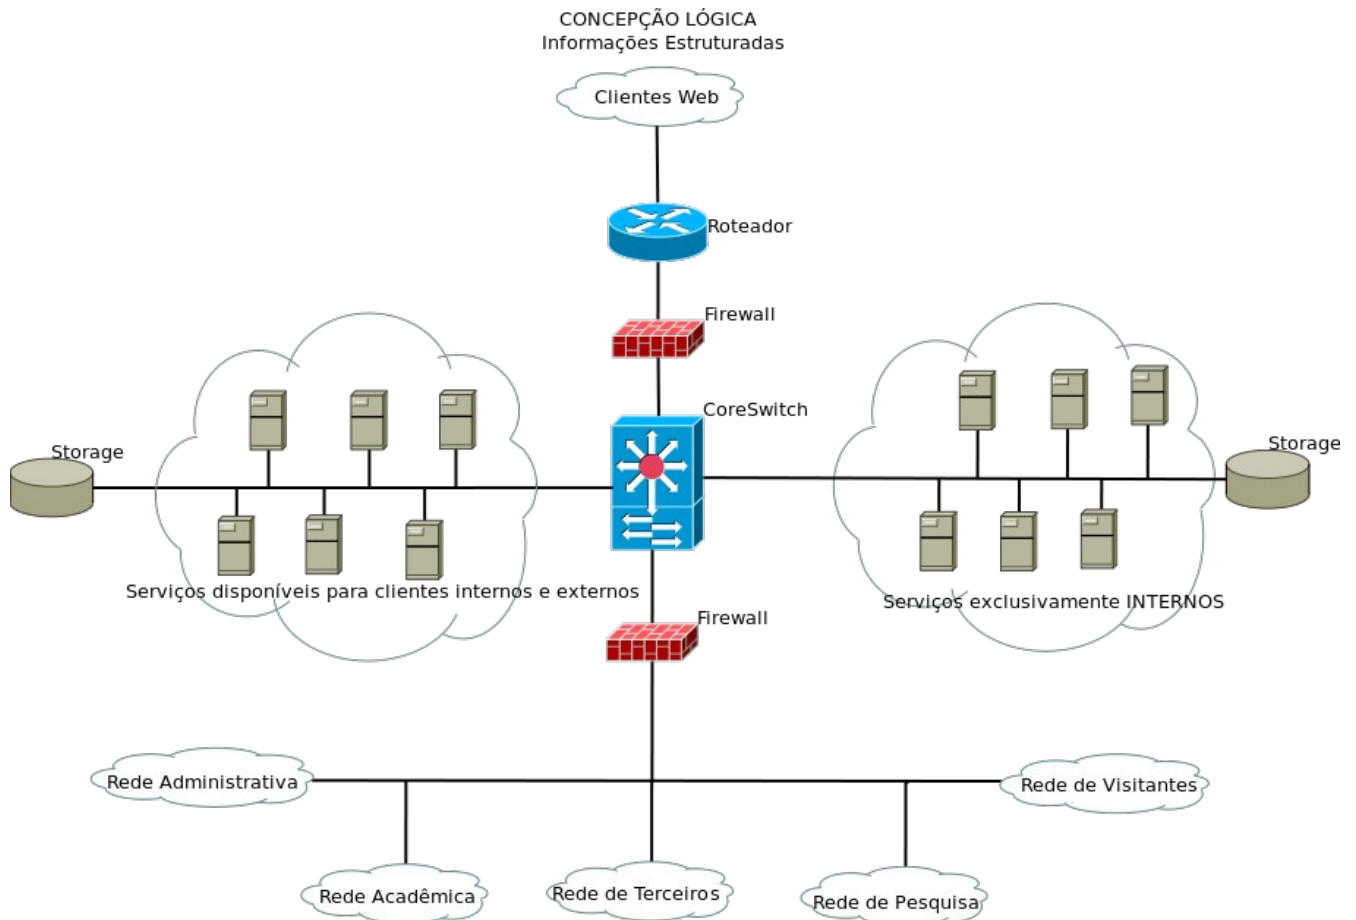 CONCEPÇÃO LÓGICA
Informações Estruturadas
Clientes Web
Roteador
Firewall
CoreSwitch
Storage
Storage
Serviços disponíveis para clientes internos e externos
Serviços exclusivamente INTERNOS
Firewall
Rede Administrativa
Rede de Visitantes
Rede Acadêmica
Rede de Terceiros
Rede de Pesquisa